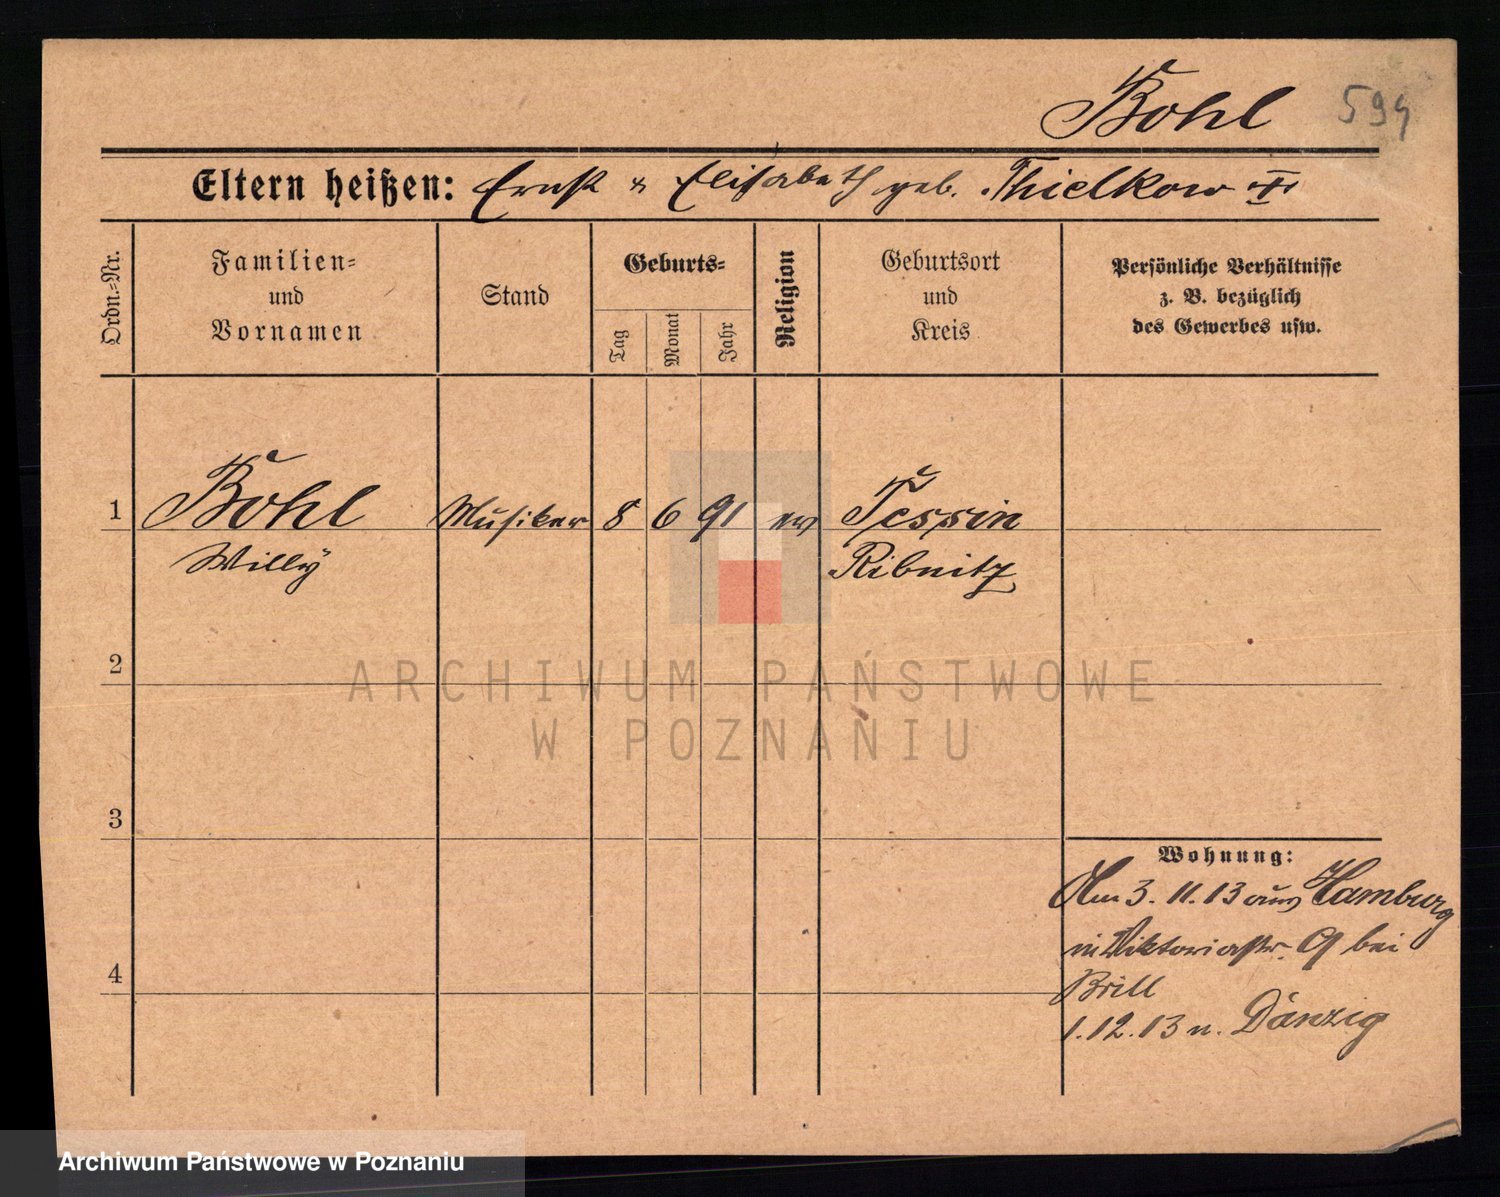 Bohl 599
Eltern heißen: Ernst & Elisabeth geb. Thielkow
Ordn.=Nr.
Familien=
und
Vornamen
Stand
Geburts=
Tag
Monat
Jahr
Religion
Geburtsort
und
Kreis
Persönliche Verhältnisse
z. B. bezüglich
des Gewerbes usw.
1 Bohl Musiker 8 6 91 ev Tessin
Willy Ribnitz
2
3
4
Wohnung:
Am 3. 11. 13 aus Hamburg
in Viktoriastr. 9 bei
Brill
1. 12. 13 n. Danzig
ARCHIWUM PAŃSTWOWE
W POZNANIU
Archiwum Państwowe w Poznaniu